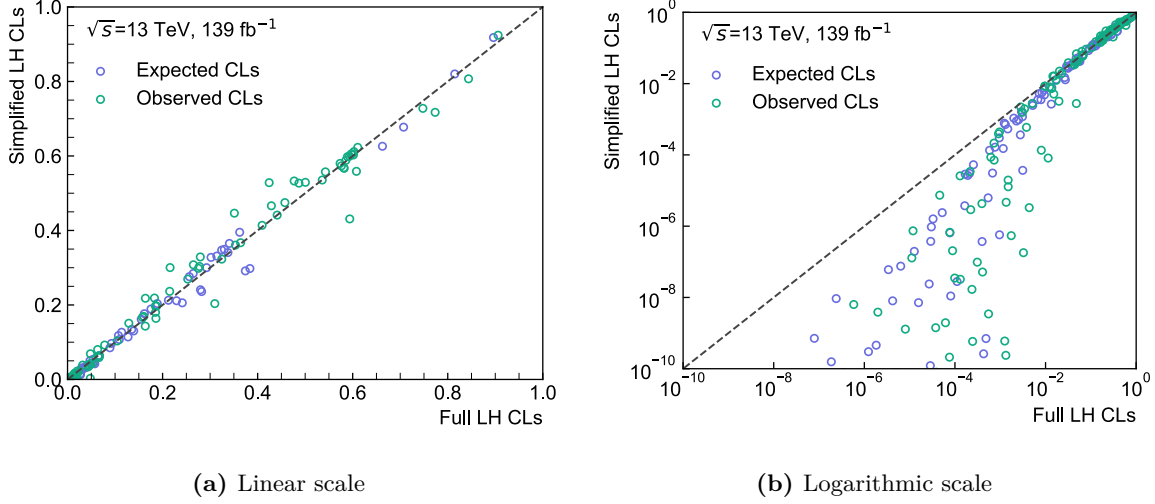 √s=13 TeV, 139 fb⁻¹
Expected CLs
Observed CLs
Simplified LH CLs
1.0
0.8
0.6
0.4
0.2
0.0
0.0 0.2 0.4 0.6 0.8 1.0
Full LH CLs
(a) Linear scale
√s=13 TeV, 139 fb⁻¹
Expected CLs
Observed CLs
Simplified LH CLs
10⁰
10⁻²
10⁻⁴
10⁻⁶
10⁻⁸
10⁻¹⁰
10⁻¹⁰ 10⁻⁸ 10⁻⁶ 10⁻⁴ 10⁻² 10⁰
Full LH CLs
(b) Logarithmic scale